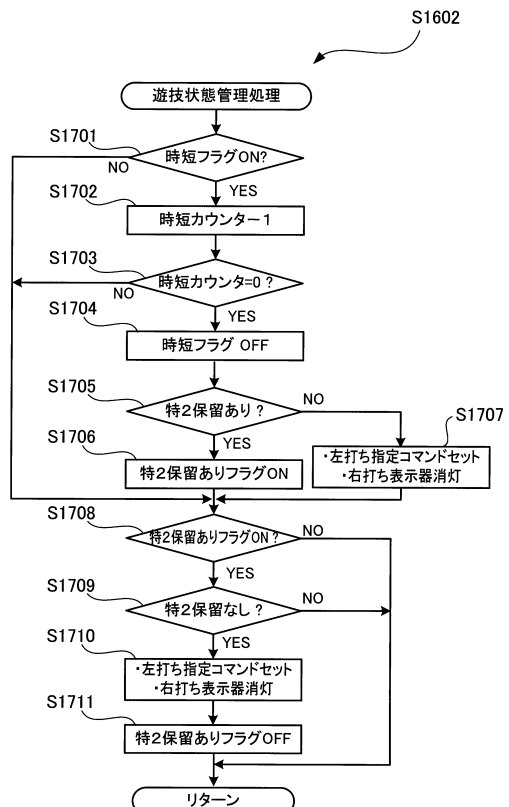 S1602
遊技状態管理処理
S1701
時短フラグON?
NO
YES
S1702
時短カウンター1
S1703
時短カウンタ=0？
NO
YES
S1704
時短フラグ OFF
S1705
特2保留あり？
NO
YES
S1706
特2保留ありフラグON
S1707
・左打ち指定コマンドセット
・右打ち表示器消灯
S1708
特2保留ありフラグON？
NO
YES
S1709
特2保留なし？
NO
YES
S1710
・左打ち指定コマンドセット
・右打ち表示器消灯
S1711
特2保留ありフラグOFF
リターン